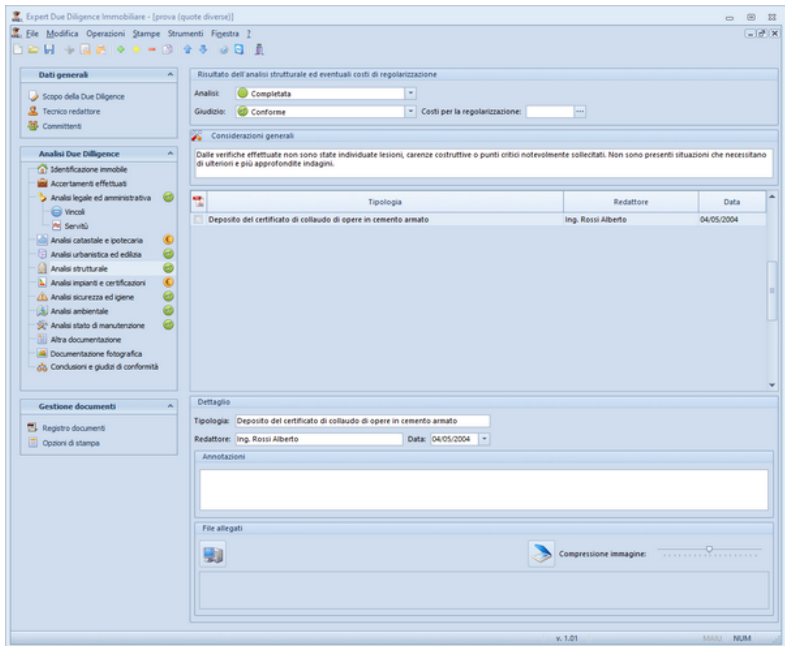 Expert Due Diligence Immobiliare - [prova (quote diverse)]
File Modifica Operazioni Stampe Strumenti Finestra ?
Dati generali
Scopo della Due Diligence
Tecnico redattore
Committenti
Analisi Due Dilligence
Identificazione immobile
Accertamenti effettuati
Analisi legale ed amministrativa
Vincoli
Servitù
Analisi catastale e ipotecaria
Analisi urbanistica ed edilizia
Analisi strutturale
Analisi impianti e certificazioni
Analisi sicurezza ed igiene
Analisi ambientale
Analisi stato di manutenzione
Altra documentazione
Documentazione fotografica
Conclusioni e giudizi di conformità
Gestione documenti
Registro documenti
Opzioni di stampa
Risultato dell'analisi strutturale ed eventuali costi di regolarizzazione
Analisi: Completata
Giudizio: Conforme Costi per la regolarizzazione:
Considerazioni generali
Dalle verifiche effettuate non sono state individuate lesioni, carenze costruttive o punti critici notevolmente sollecitati. Non sono presenti situazioni che necessitano
di ulteriori e più approfondite indagini.
Tipologia Redattore Data
Deposito del certificato di collaudo di opere in cemento armato Ing. Rossi Alberto 04/05/2004
Dettaglio
Tipologia: Deposito del certificato di collaudo di opere in cemento armato
Redattore: Ing. Rossi Alberto Data: 04/05/2004
Annotazioni
File allegati
Compressione immagine:
v. 1.01 MAIU NUM